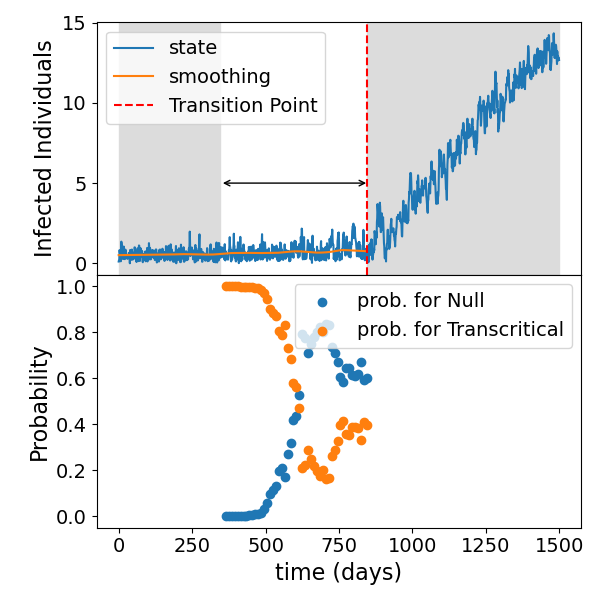 15
10
5
0
Infected Individuals
state
smoothing
Transition Point
1.0
0.8
0.6
0.4
0.2
0.0
Probability
prob. for Null
prob. for Transcritical
0 250 500 750 1000 1250 1500
time (days)